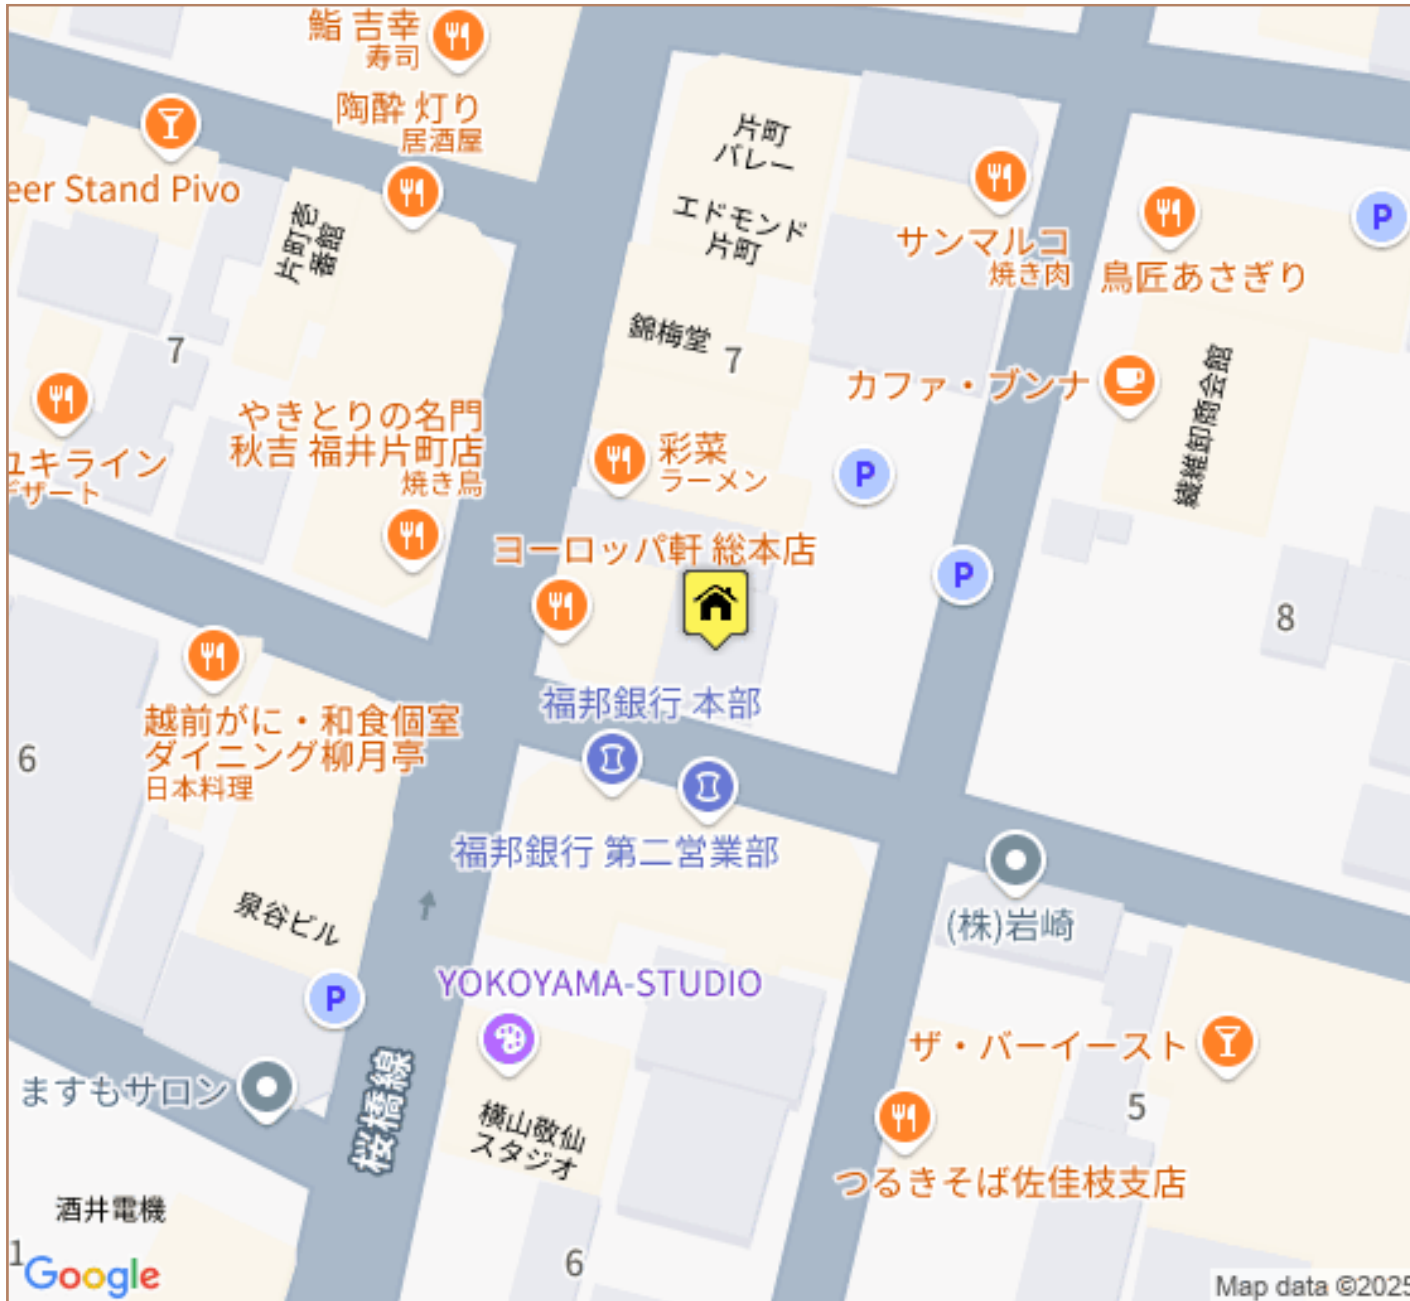 鮨 吉幸
寿司
陶酔 灯り
居酒屋
eer Stand Pivo
片町壱
番館
片町
バレー
エドモンド
片町
サンマルコ
焼き肉
鳥匠あさぎり
P
7
錦梅堂
7
カファ・ブンナ
繊維卸商会館
ユキライン
デザート
やきとりの名門
秋吉 福井片町店
焼き鳥
彩菜
ラーメン
P
ヨーロッパ軒 総本店
P
8
越前がに・和食個室
ダイニング柳月亭
日本料理
6
福邦銀行 本部
福邦銀行 第二営業部
泉谷ビル
(株)岩崎
P
YOKOYAMA-STUDIO
ザ・バーイースト
ますもサロン
桜橋線
横山敬仙
スタジオ
5
つるきそば佐佳枝支店
酒井電機
1
6
Google
Map data ©2025